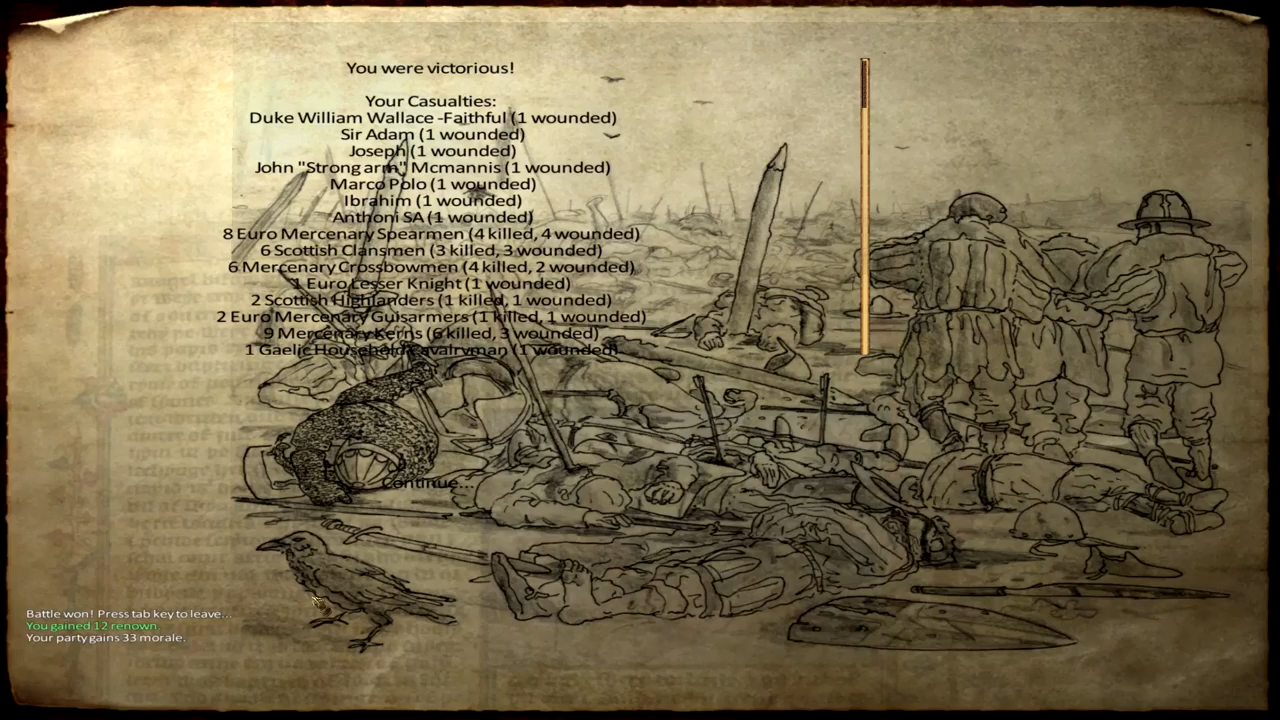 You were victorious!
Your Casualties:
Duke William Wallace -Faithful (1 wounded)
Sir Adam (1 wounded)
Joseph (1 wounded)
John "Strong arm" Mcmannis (1 wounded)
Marco Polo (1 wounded)
Ibrahim (1 wounded)
Anthoni SA (1 wounded)
8 Euro Mercenary Spearmen (4 killed, 4 wounded)
6 Scottish Clansmen (3 killed, 3 wounded)
6 Mercenary Crossbowmen (4 killed, 2 wounded)
1 Euro Lesser Knight (1 wounded)
2 Scottish Highlanders (1 killed, 1 wounded)
2 Euro Mercenary Guisarmers (1 killed, 1 wounded)
9 Mercenary Kerns (6 killed, 3 wounded)
1 Gaelic Household Cavalryman (1 wounded)
Continue...
Battle won! Press tab key to leave...
You gained 12 renown.
Your party gains 33 morale.